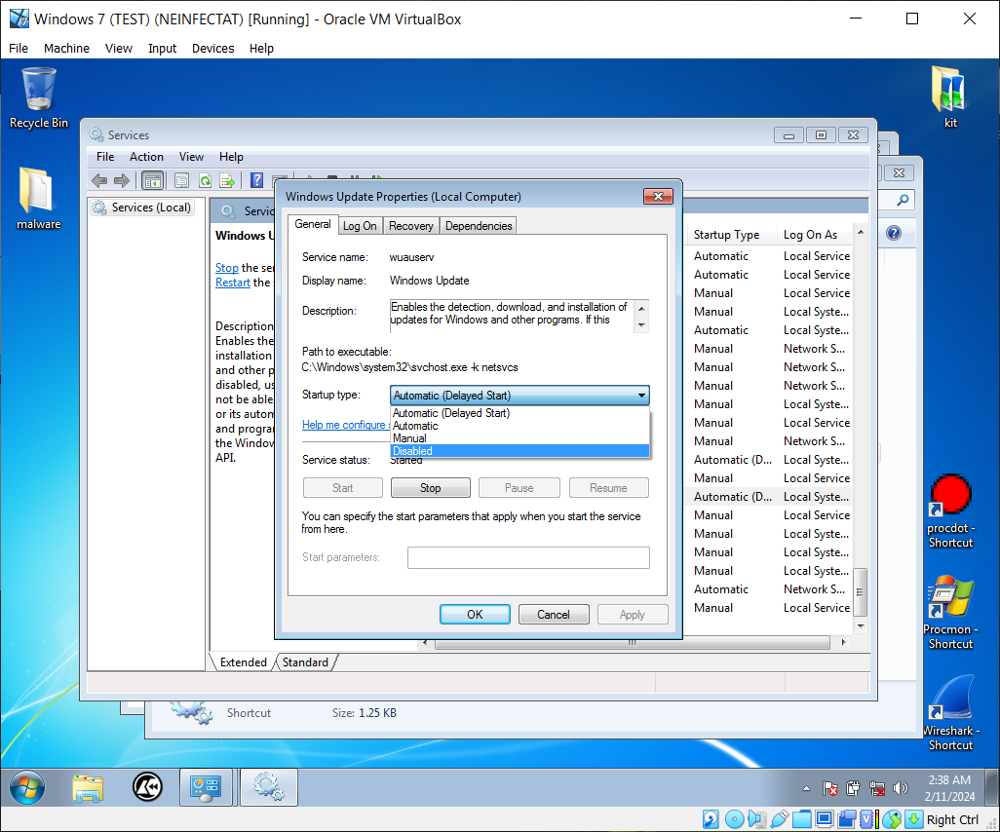 Windows 7 (TEST) (NEINFECTAT) [Running] - Oracle VM VirtualBox
File Machine View Input Devices Help
Recycle Bin
malware
kit
Services
File Action View Help
Services (Local)
Servic
Windows U
Stop the ser
Restart the
Description
Enables the
installation
and other p
disabled, us
not be able
or its autom
and program
the Window
API.
Extended
Standard
Windows Update Properties (Local Computer)
General
Log On
Recovery
Dependencies
Service name: wuauserv
Display name: Windows Update
Description: Enables the detection, download, and installation of
updates for Windows and other programs. If this
Path to executable:
C:\Windows\system32\svchost.exe -k netsvcs
Startup type: Automatic (Delayed Start)
Automatic (Delayed Start)
Automatic
Manual
Disabled
Help me configure s
Service status: Started
Start Stop Pause Resume
You can specify the start parameters that apply when you start the service
from here.
Start parameters:
OK Cancel Apply
Startup Type Log On As
Automatic Local Service
Automatic Local Service
Manual Local Service
Manual Local Syste...
Automatic Local Syste...
Manual Network S...
Manual Network S...
Manual Local Syste...
Manual Local Syste...
Manual Local Service
Manual Network S...
Automatic (D... Local Syste...
Manual Local Service
Automatic (D... Local Syste...
Manual Local Service
Manual Local Syste...
Manual Local Syste...
Manual Local Syste...
Automatic Network S...
Manual Local Service
Shortcut Size: 1.25 KB
procdot -
Shortcut
Procmon -
Shortcut
Wireshark -
Shortcut
2:38 AM
2/11/2024
Right Ctrl